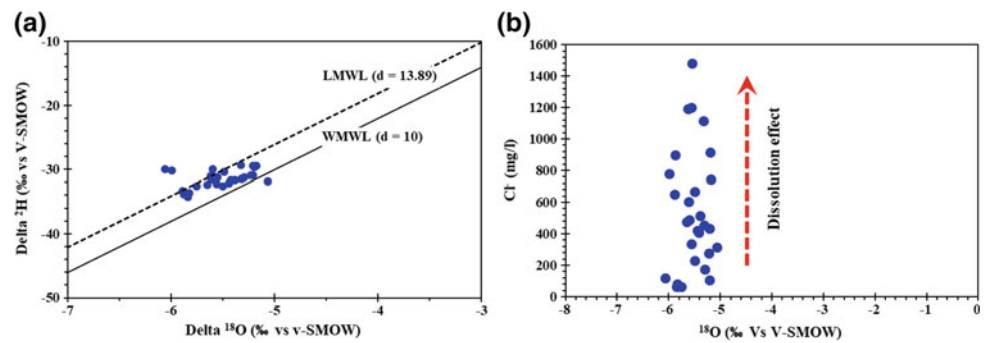 (a)
-10
-20
-30
-40
-50
Delta ²H (‰ vs V-SMOW)
LMWL (d = 13.89)
WMWL (d = 10)
-7 -6 -5 -4 -3
Delta ¹⁸O (‰ vs v-SMOW)
(b)
1600
1400
1200
1000
800
600
400
200
0
Cl⁻ (mg/l)
Dissolution effect
-8 -7 -6 -5 -4 -3 -2 -1 0
¹⁸O (‰ Vs V-SMOW)